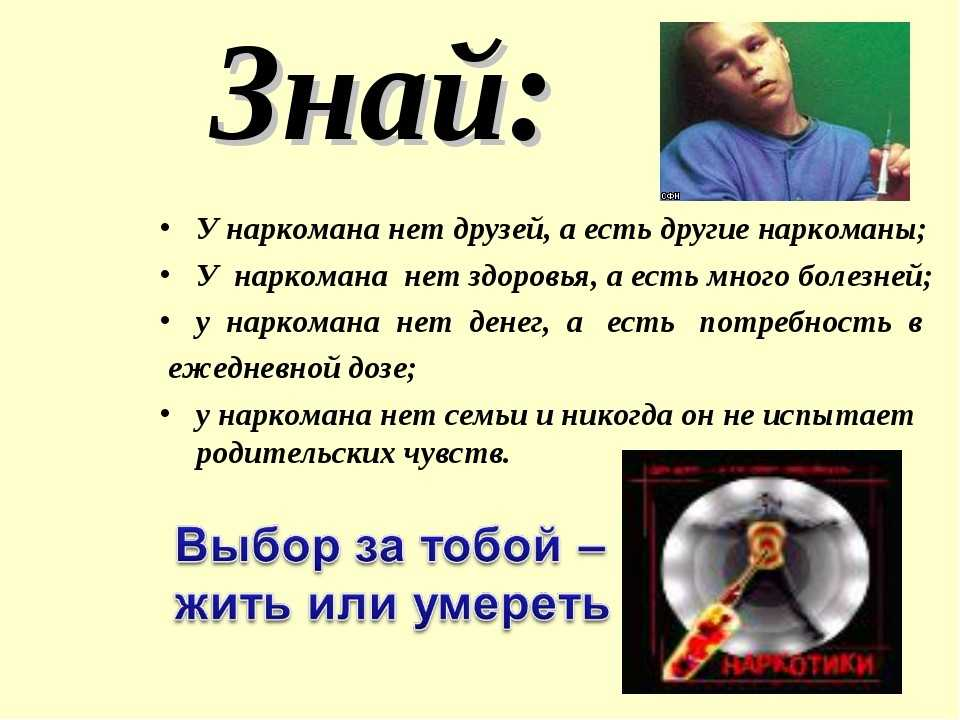 Знай:
СФН
• У наркомана нет друзей, а есть другие наркоманы;
• У наркомана нет здоровья, а есть много болезней;
• у наркомана нет денег, а есть потребность в
ежедневной дозе;
• у наркомана нет семьи и никогда он не испытает
родительских чувств.
Выбор за тобой –
жить или умереть
НАРКОТИКИ